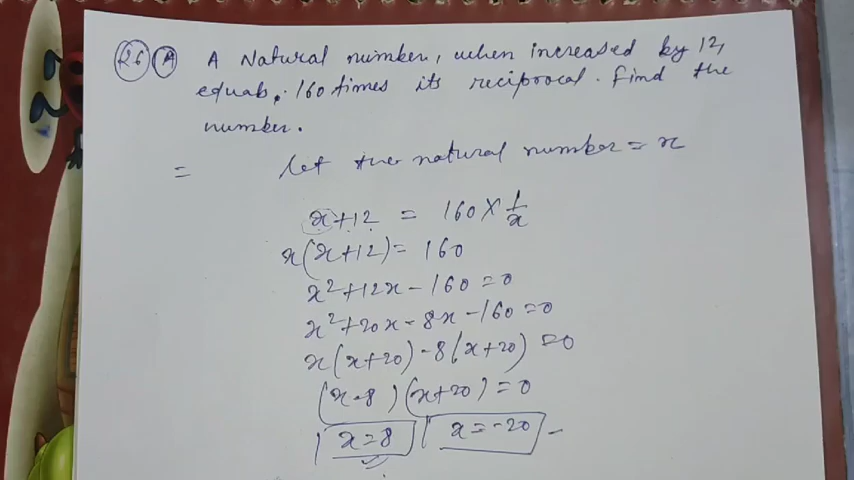 26 A A Natural number, when increased by 12,
equals, 160 times its reciprocal. Find the
number.
= Let the natural number = x
x+12 = 160 × 1/x
x(x+12) = 160
x²+12x-160=0
x²+20x-8x-160=0
x(x+20)-8(x+20)=0
(x-8)(x+20)=0
x=8 x=-20